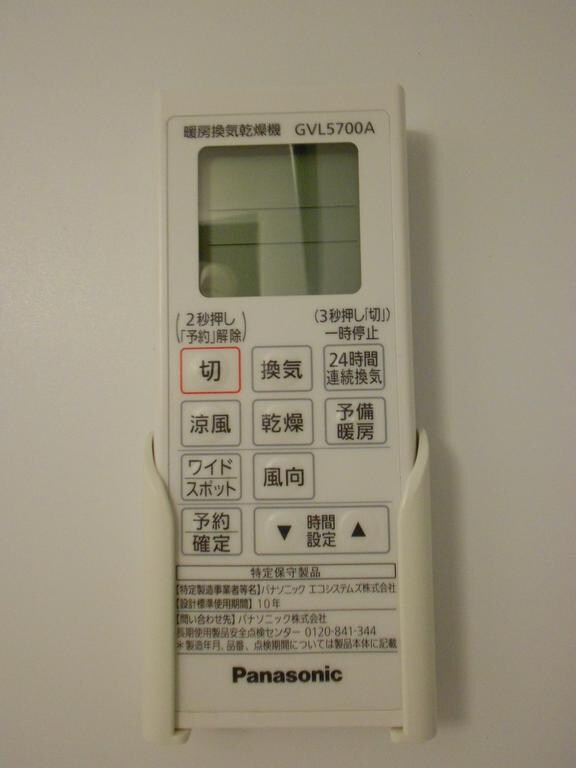 暖房換気乾燥機 GVL5700A
(2秒押し「予約」解除) (3秒押し「切」)
一時停止
切 換気 24時間
連続換気
涼風 乾燥 予備
暖房
ワイド
スポット 風向
予約
確定 ▼ 時間
設定 ▲
特定保守製品
【特定製造事業者等名】パナソニック エコシステムズ株式会社
【設計標準使用期間】10年
【問い合わせ先】パナソニック株式会社
長期使用製品安全点検センター 0120-841-344
*製造年月、品番、点検期間については製品本体に記載
Panasonic